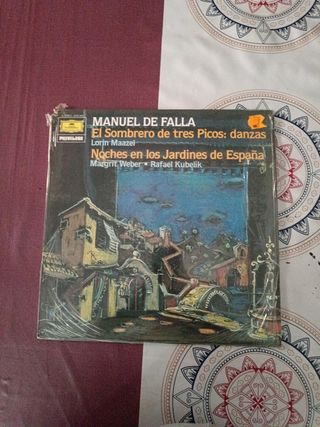 PRIVILEGE
MANUEL DE FALLA
El Sombrero de tres Picos: danzas
Lorin Maazel
Noches en los Jardines de España
Margrit Weber • Rafael Kubelik